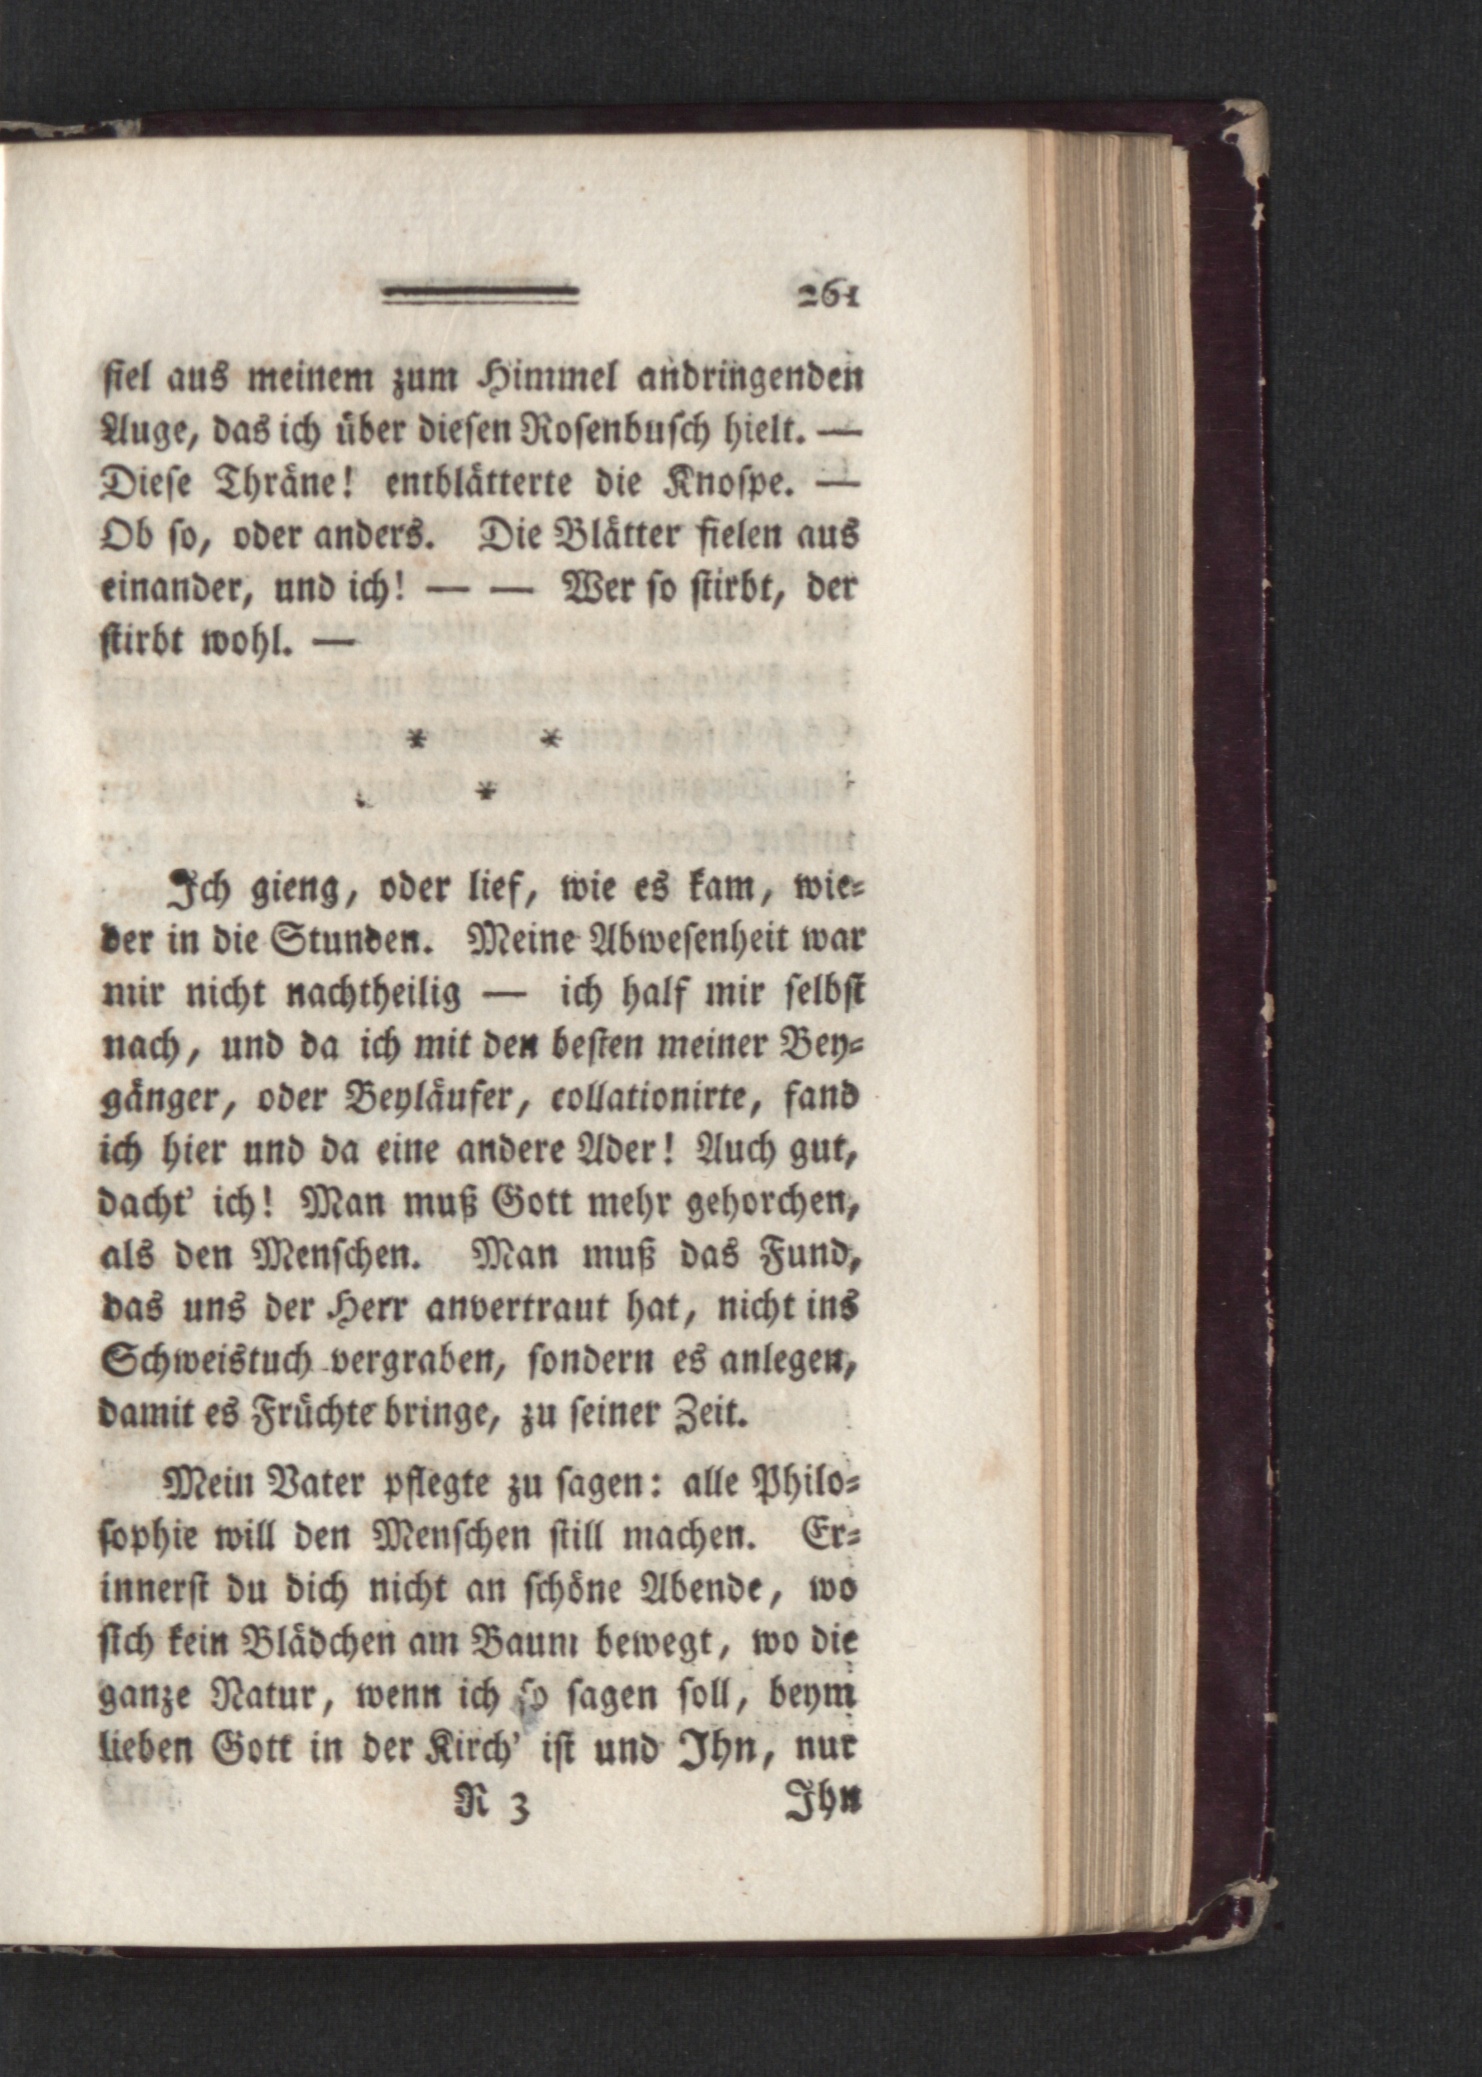 261
fiel aus meinem zum Himmel andringenden
Auge, das ich über diesen Rosenbusch hielt. —
Diese Thräne! entblätterte die Knospe. —
Ob so, oder anders. Die Blätter fielen aus
einander, und ich! — — Wer so stirbt, der
stirbt wohl. —
* *
*
Ich gieng, oder lief, wie es kam, wie-
der in die Stunden. Meine Abwesenheit war
mir nicht nachtheilig — ich half mir selbst
nach, und da ich mit den besten meiner Bey-
gänger, oder Beyläufer, collationirte, fand
ich hier und da eine andere Ader! Auch gut,
dacht' ich! Man muß Gott mehr gehorchen,
als den Menschen. Man muß das Fund,
das uns der Herr anvertraut hat, nicht ins
Schweistuch vergraben, sondern es anlegen,
damit es Früchte bringe, zu seiner Zeit.
Mein Vater pflegte zu sagen: alle Philo-
sophie will den Menschen still machen. Er-
innerst du dich nicht an schöne Abende, wo
sich kein Blädchen am Baum bewegt, wo die
ganze Natur, wenn ich so sagen soll, beym
lieben Gott in der Kirch' ist und Ihn, nur
R 3 Ihn